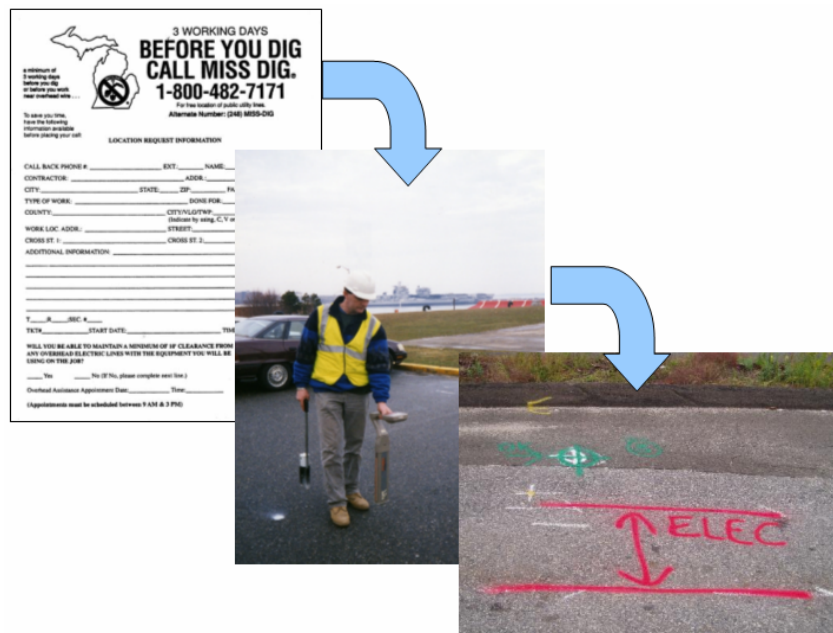 3 WORKING DAYS
BEFORE YOU DIG
CALL MISS DIG.
1-800-482-7171
For free location of public utility lines.
Alternate Number: (248) MISS-DIG
a minimum of
3 working days
before you dig
or before you work
near overhead wire . . .
To save you time,
have the following
information available
before placing your call:
LOCATION REQUEST INFORMATION
CALL BACK PHONE #: EXT.: NAME:
CONTRACTOR: ADDR.:
CITY: STATE: ZIP:
TYPE OF WORK: DONE FOR:
COUNTY: CITY/VLG/TWP:
(Indicate by using, C, V or
WORK LOC. ADDR.: STREET:
CROSS ST. 1: CROSS ST. 2:
ADDITIONAL INFORMATION
T /R /SEC. #
TKT# START DATE:
WILL YOU BE ABLE TO MAINTAIN A MINIMUM OF 10' CLEARANCE FROM
ANY OVERHEAD ELECTRIC LINES WITH THE EQUIPMENT YOU WILL BE
USING ON THE JOB?
Yes No (If No, please complete next line.)
Overhead Assistance Appointment Date: Time:
(Appointments must be scheduled between 9 AM & 3 PM)
ELEC